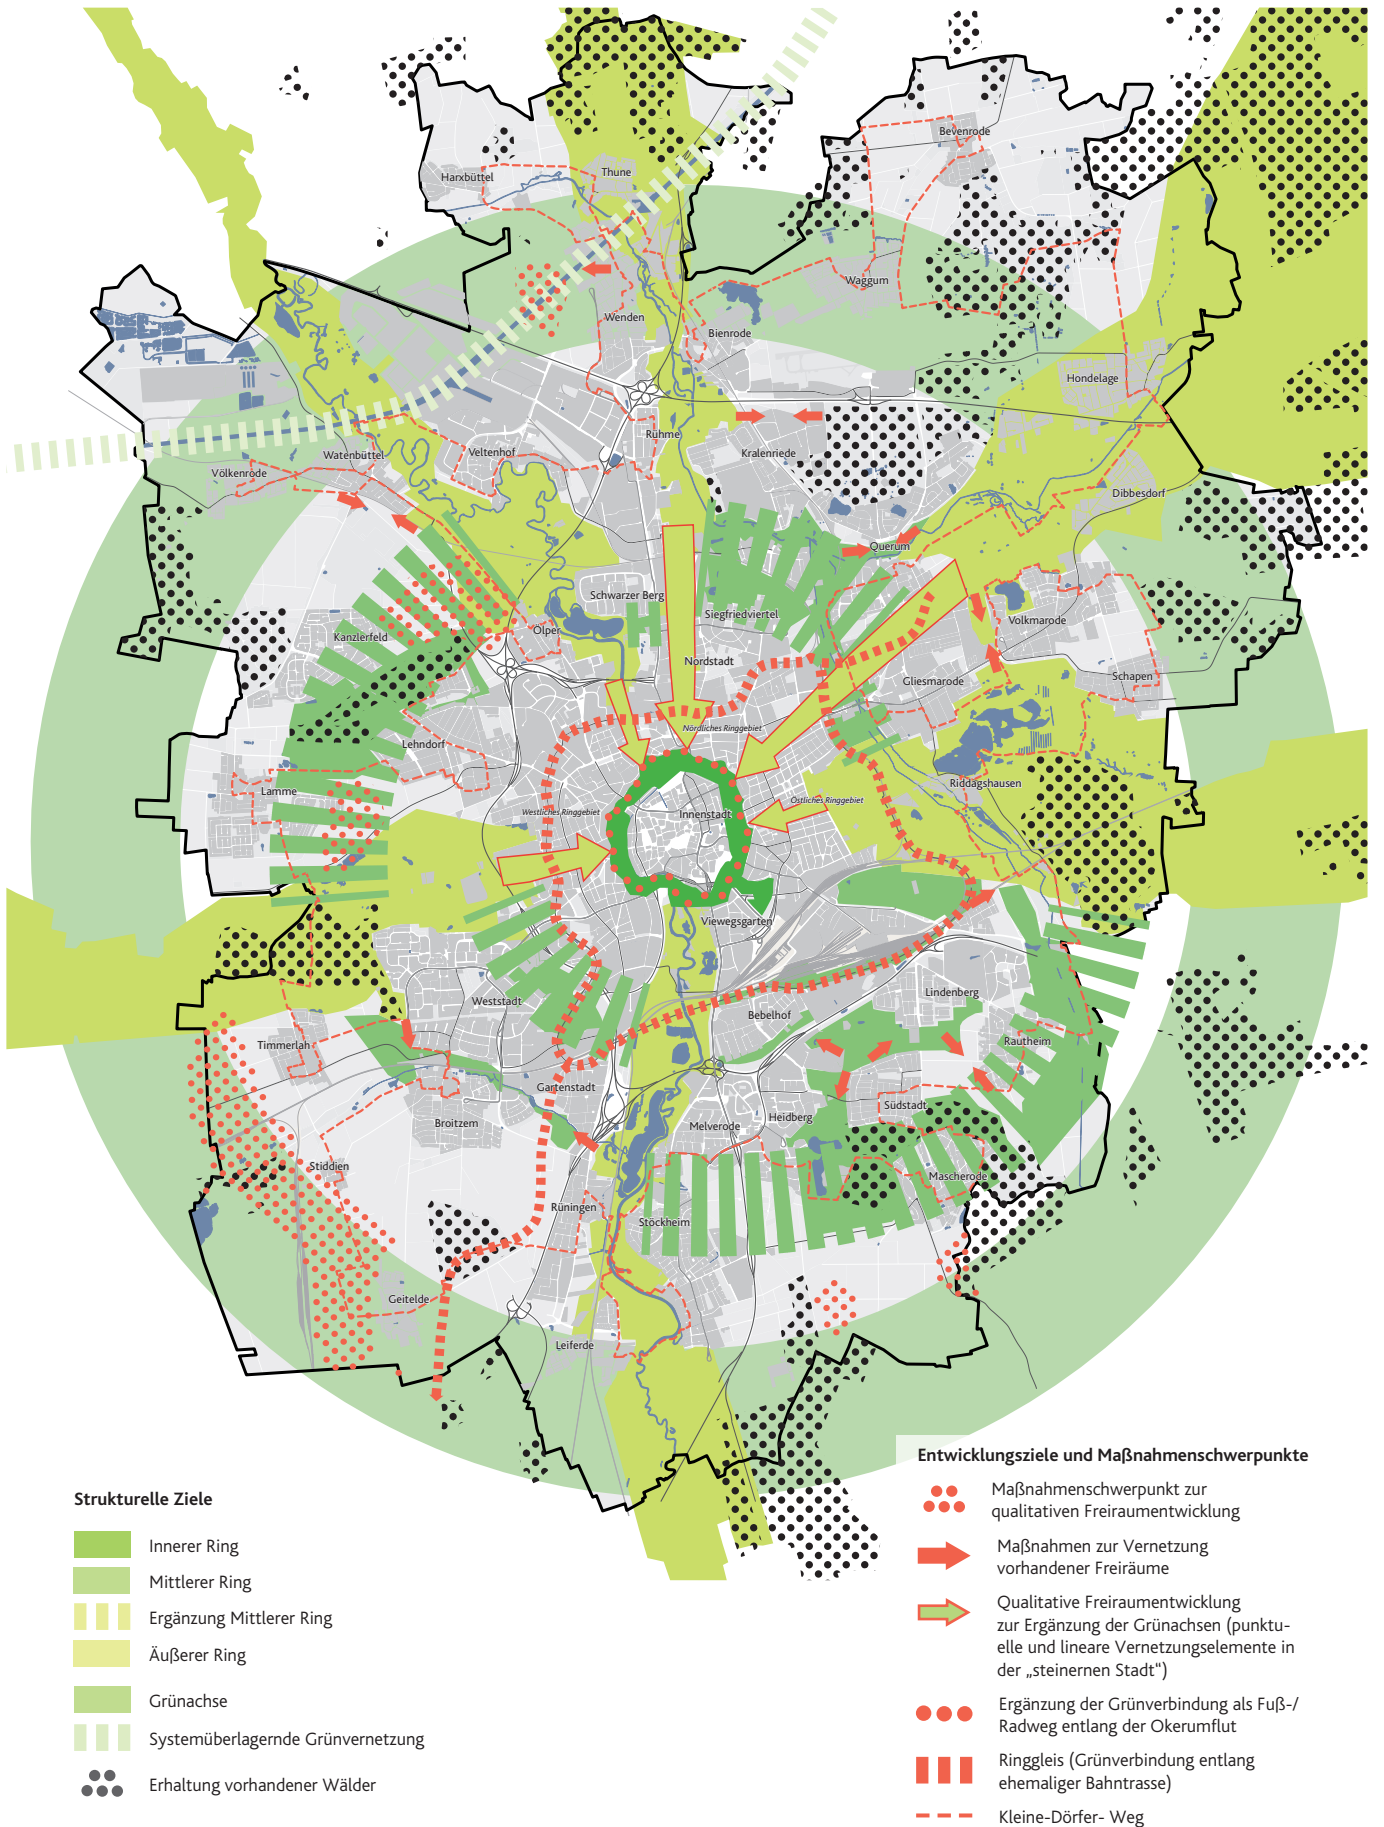 Bevenrode
Thune
Harxbüttel
Waggum
Wenden
Bienrode
Hondelage
Rühme
Kralenriede
Veltenhof
Watenbüttel
Völkenrode
Dibbesdorf
Querum
Schwarzer Berg
Siegfriedviertel
Volkmarode
Ölper
Kanzlerfeld
Nordstadt
Schapen
Gliesmarode
Nördliches Ringgebiet
Lehndorf
Riddagshausen
Lamme
Östliches Ringgebiet
Westliches Ringgebiet
Innenstadt
Viewegsgarten
Lindenberg
Weststadt
Bebelhof
Timmerlah
Rautheim
Gartenstadt
Südstadt
Heidberg
Broitzem
Melverode
Stiddien
Mascherode
Rüningen
Stöckheim
Geitelde
Leiferde
Strukturelle Ziele
Innerer Ring
Mittlerer Ring
Ergänzung Mittlerer Ring
Äußerer Ring
Grünachse
Systemüberlagernde Grünvernetzung
Erhaltung vorhandener Wälder
Entwicklungsziele und Maßnahmenschwerpunkte
Maßnahmenschwerpunkt zur
qualitativen Freiraumentwicklung
Maßnahmen zur Vernetzung
vorhandener Freiräume
Qualitative Freiraumentwicklung
zur Ergänzung der Grünachsen (punktu-
elle und lineare Vernetzungselemente in
der „steinernen Stadt“)
Ergänzung der Grünverbindung als Fuß-/
Radweg entlang der Okerumflut
Ringgleis (Grünverbindung entlang
ehemaliger Bahntrasse)
Kleine-Dörfer- Weg